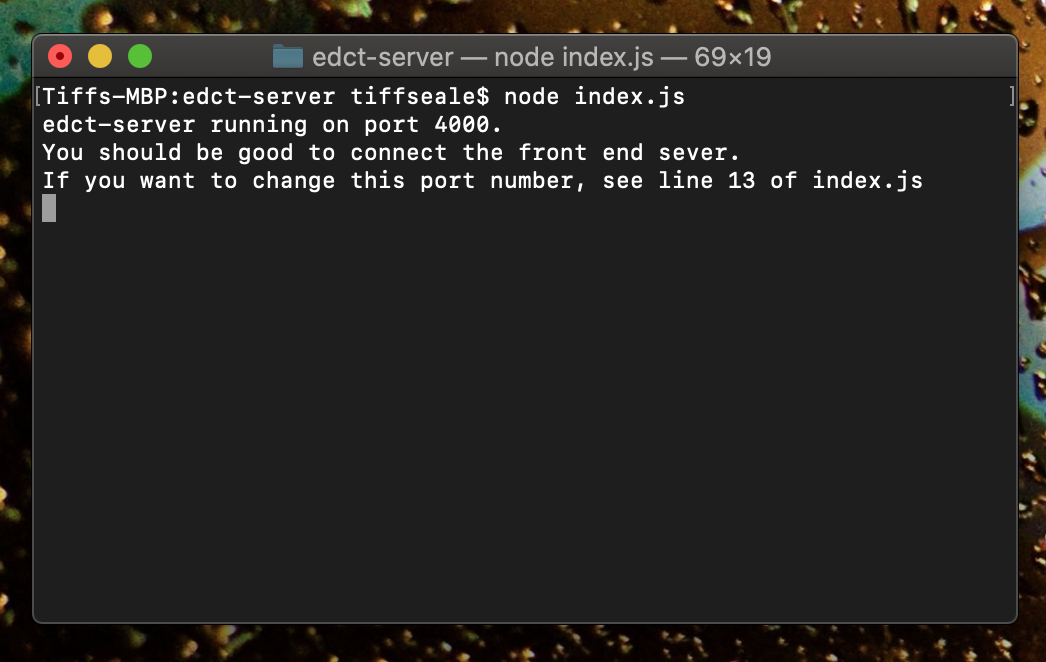 edct-server — node index.js — 69×19
[Tiffs-MBP:edct-server tiffseale$ node index.js ]
edct-server running on port 4000.
You should be good to connect the front end sever.
If you want to change this port number, see line 13 of index.js